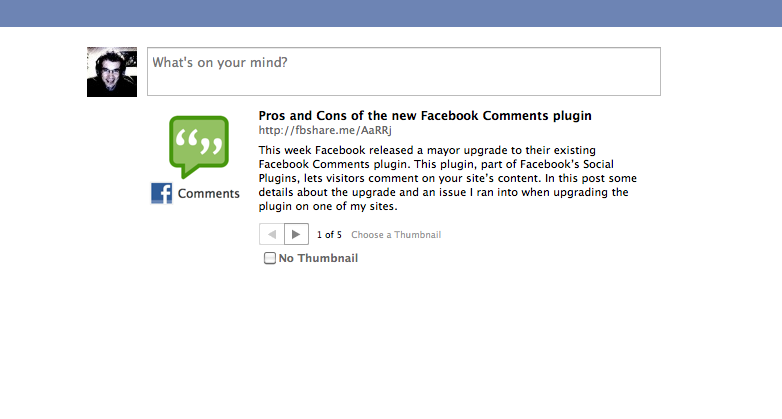 What's on your mind?
Pros and Cons of the new Facebook Comments plugin
http://fbshare.me/AaRRj
This week Facebook released a mayor upgrade to their existing
Facebook Comments plugin. This plugin, part of Facebook's Social
Plugins, lets visitors comment on your site's content. In this post some
details about the upgrade and an issue I ran into when upgrading the
plugin on one of my sites.
f Comments
1 of 5 Choose a Thumbnail
No Thumbnail